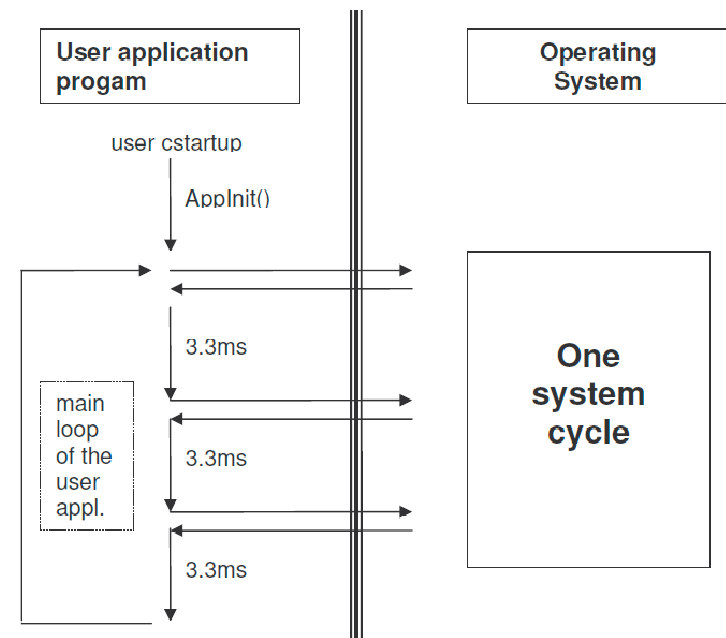 User application
progam
Operating
System
user cstartup
AppInit()
3.3ms
One
system
cycle
main
loop
of the
user
appl.
3.3ms
3.3ms